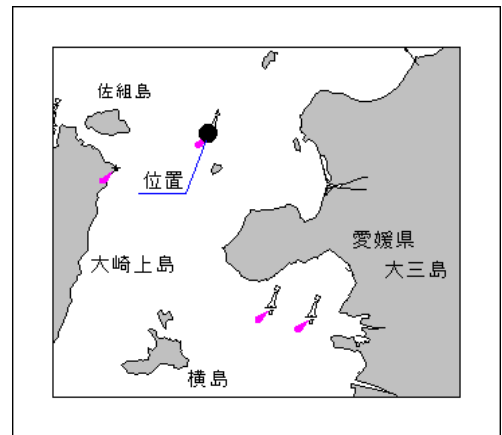 佐組島
位置
愛媛県
大三島
大崎上島
横島